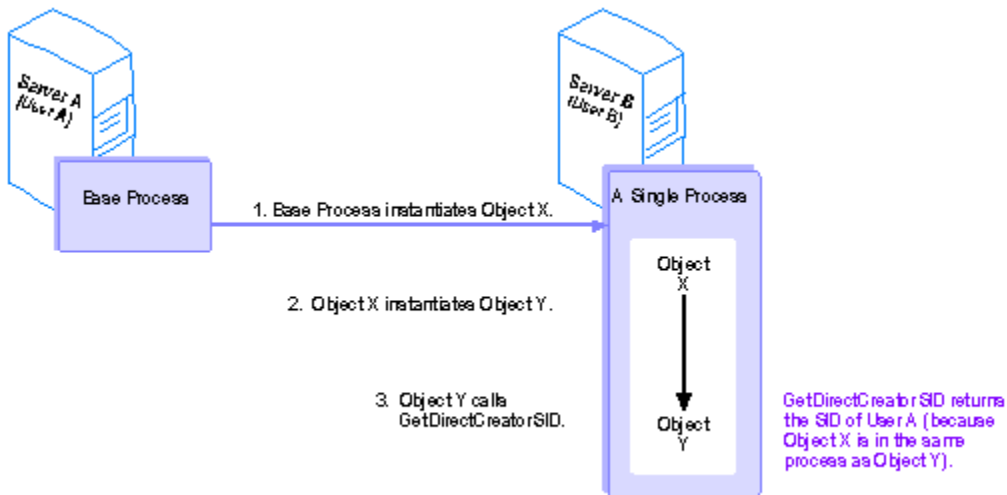 Server A
(User A)
Server B
(User B)
Base Process
A Single Process
1. Base Process instantiates Object X.
Object
X
2. Object X instantiates Object Y.
3. Object Y calls
GetDirectCreatorSID.
Object
Y
GetDirectCreatorSID returns
the SID of User A (because
Object X is in the same
process as Object Y).